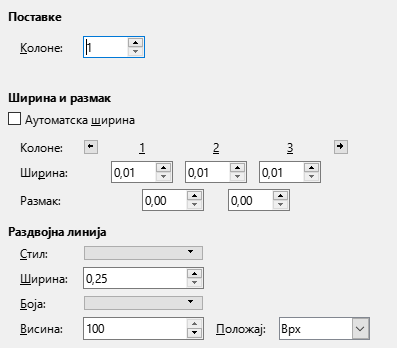 Поставке
Колоне: 1
Ширина и размак
Аутоматска ширина
Колоне: 1 2 3
Ширина: 0,01 0,01 0,01
Размак: 0,00 0,00
Раздвојна линија
Стил:
Ширина: 0,25
Боја:
Висина: 100 Положај: Врх